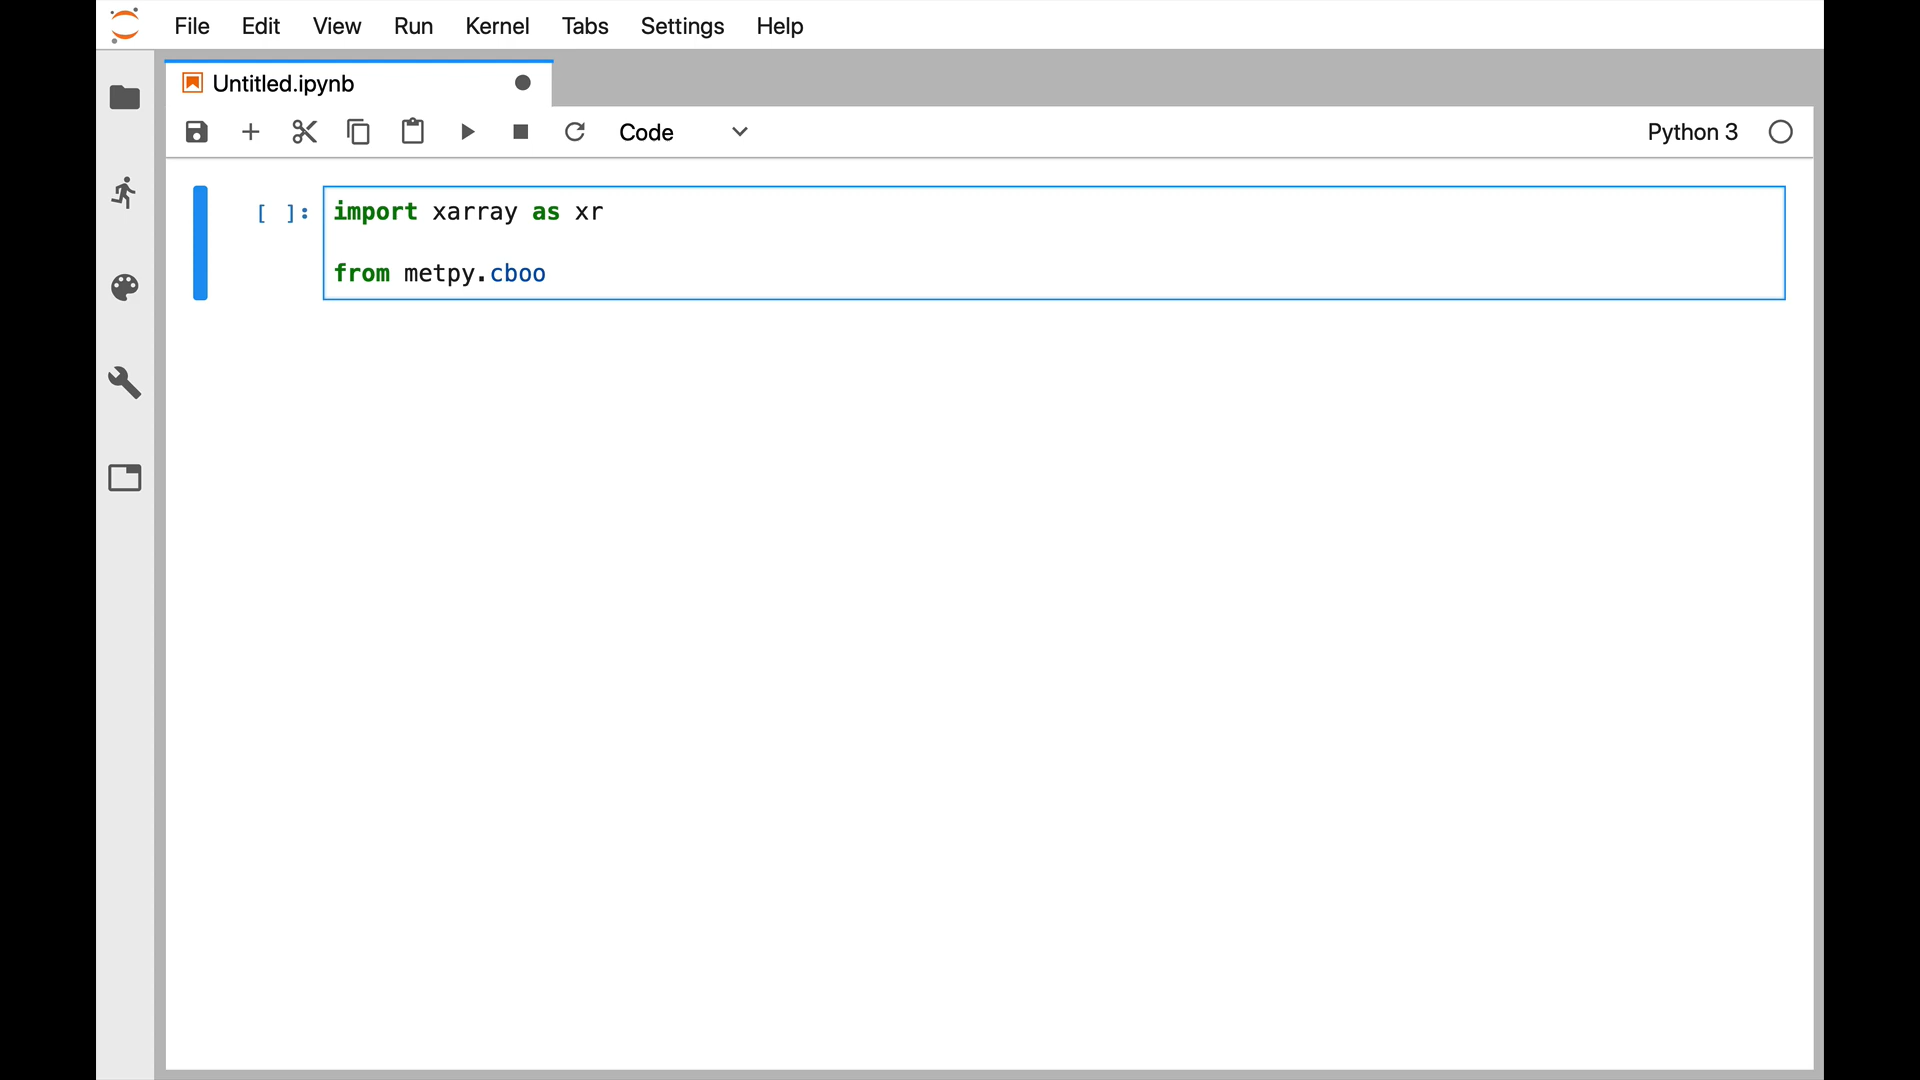 File Edit View Run Kernel Tabs Settings Help
Untitled.ipynb
Code
Python 3
[ ]: import xarray as xr
from metpy.cboo